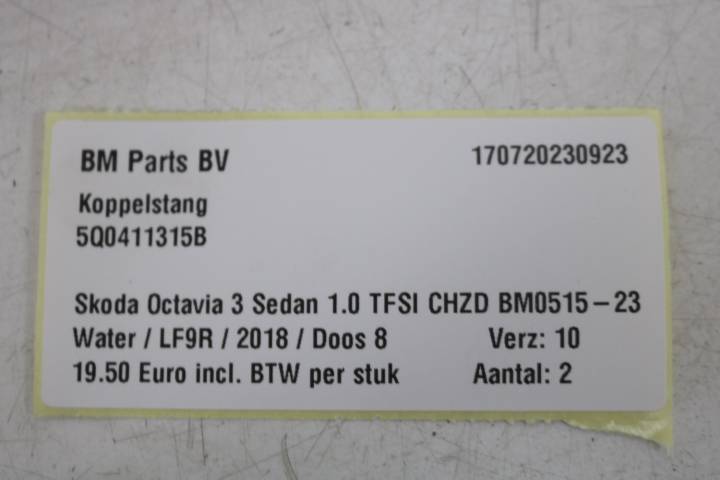 BM Parts BV 170720230923
Koppelstang
5Q0411315B
Skoda Octavia 3 Sedan 1.0 TFSI CHZD BM0515-23
Water / LF9R / 2018 / Doos 8 Verz: 10
19.50 Euro incl. BTW per stuk Aantal: 2